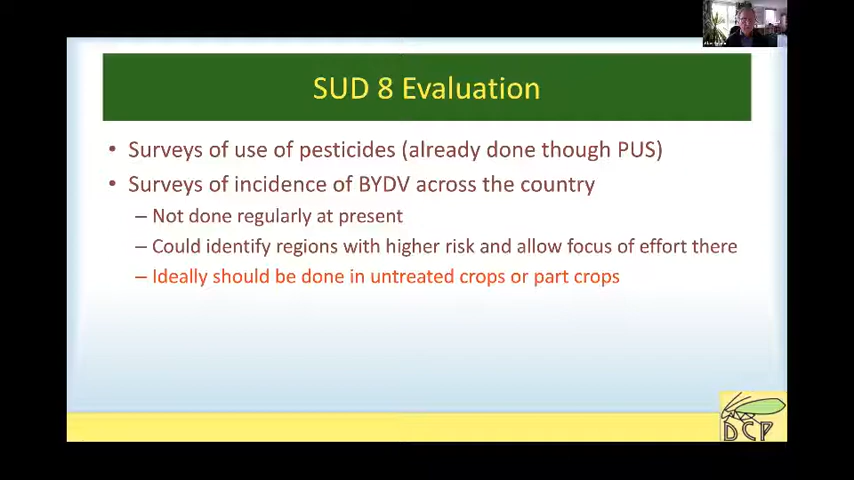 SUD 8 Evaluation
• Surveys of use of pesticides (already done though PUS)
• Surveys of incidence of BYDV across the country
– Not done regularly at present
– Could identify regions with higher risk and allow focus of effort there
– Ideally should be done in untreated crops or part crops
DCP